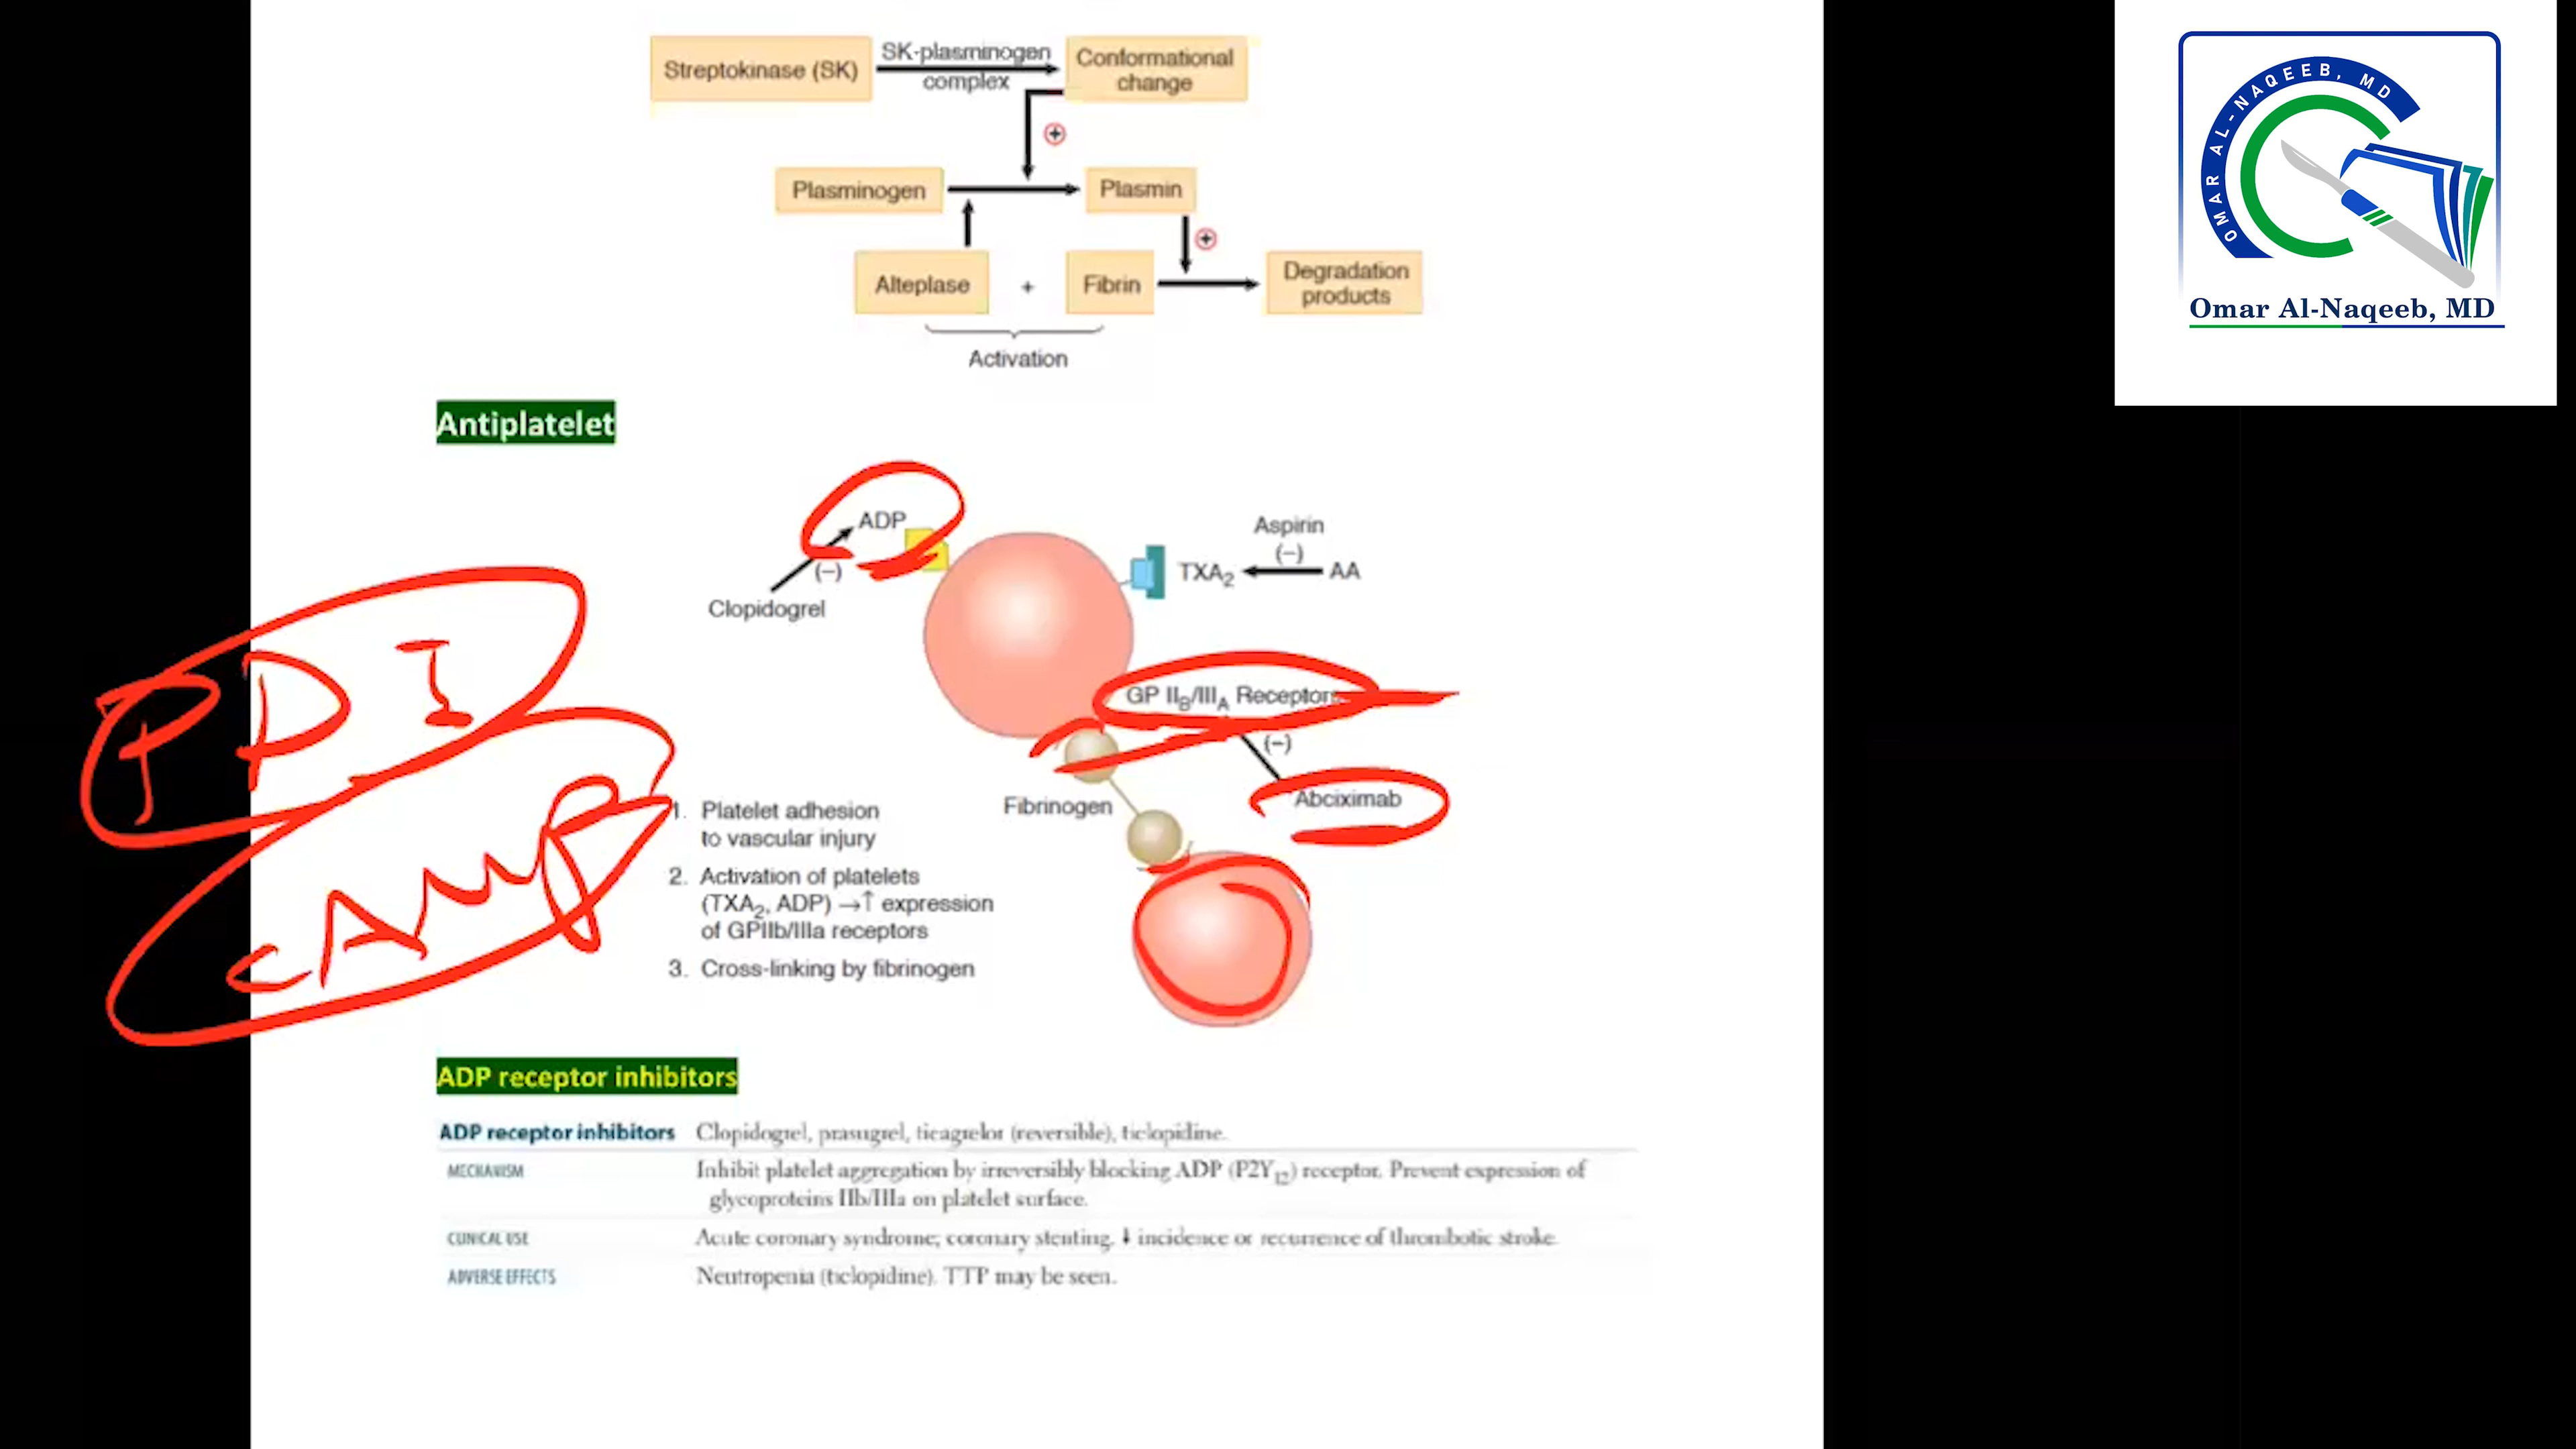 Streptokinase (SK)
SK-plasminogen
complex
Conformational
change
+
Plasminogen
Plasmin
+
Alteplase
+
Fibrin
Degradation
products
Activation
Antiplatelet
ADP
(−)
Clopidogrel
Aspirin
(−)
TXA2
AA
GP IIB/IIIA Receptors
(−)
Abciximab
Fibrinogen
1. Platelet adhesion
to vascular injury
2. Activation of platelets
(TXA2, ADP) →↑ expression
of GPIIb/IIIa receptors
3. Cross-linking by fibrinogen
PPI
cAMP
ADP receptor inhibitors
ADP receptor inhibitors Clopidogrel, prasugrel, ticagrelor (reversible), ticlopidine.
MECHANISM Inhibit platelet aggregation by irreversibly blocking ADP (P2Y12) receptor. Prevent expression of
glycoproteins IIb/IIIa on platelet surface.
CLINICAL USE Acute coronary syndrome; coronary stenting. ↓ incidence or recurrence of thrombotic stroke.
ADVERSE EFFECTS Neutropenia (ticlopidine). TTP may be seen.
OMAR AL-NAQEEB, MD
Omar Al-Naqeeb, MD